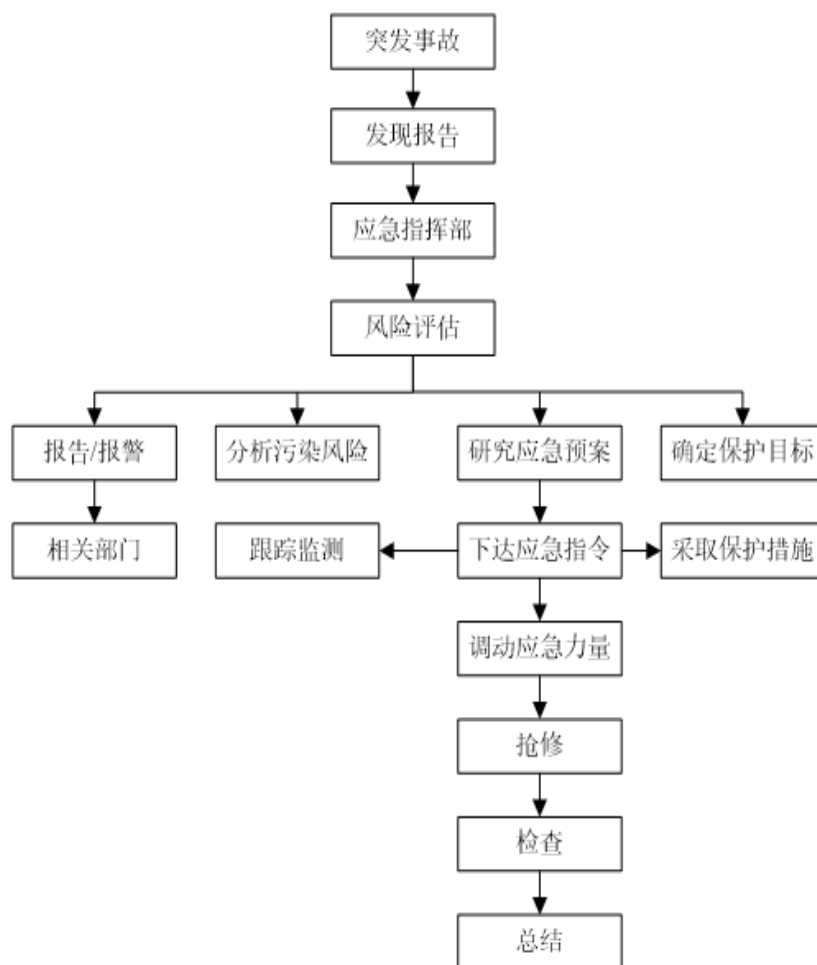 突发事故
发现报告
应急指挥部
风险评估
报告/报警
分析污染风险
研究应急预案
确定保护目标
相关部门
跟踪监测
下达应急指令
采取保护措施
调动应急力量
抢修
检查
总结